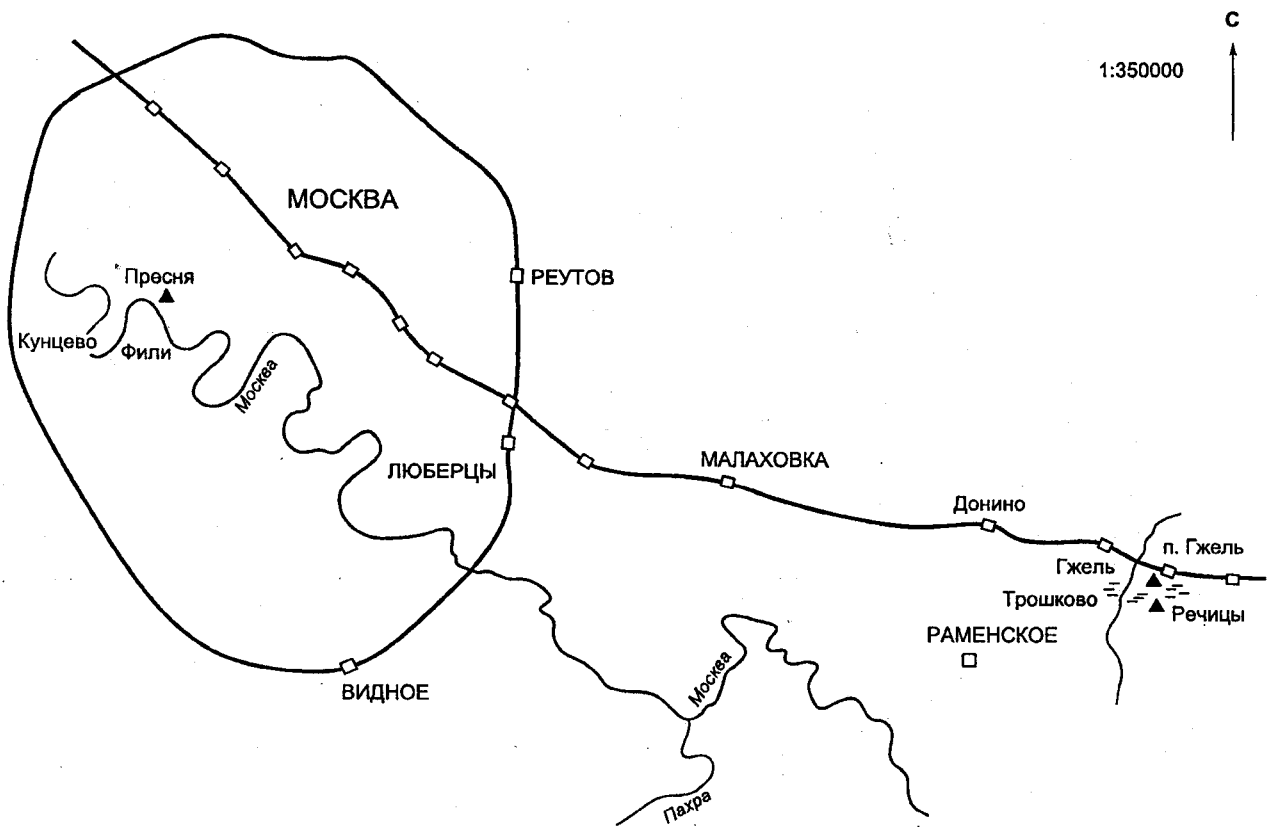 С
1:350000
МОСКВА
Пресня
РЕУТОВ
Кунцево
Фили
Москва
ЛЮБЕРЦЫ
МАЛАХОВКА
Донино
п. Гжель
Гжель
Трошково
Речицы
РАМЕНСКОЕ
Москва
ВИДНОЕ
Пахра